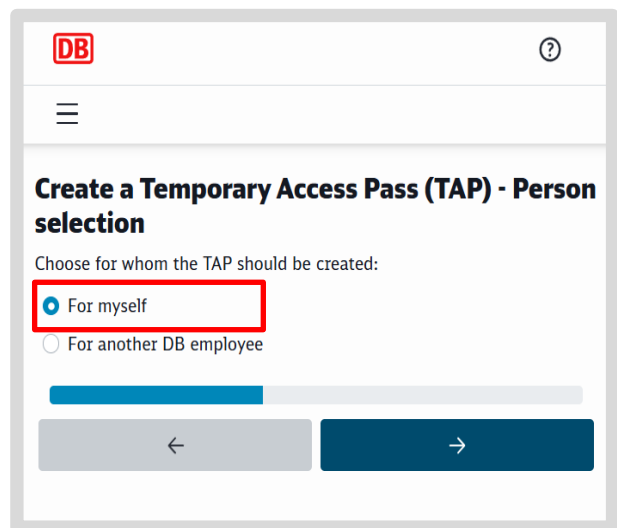 DB
Create a Temporary Access Pass (TAP) - Person
selection
Choose for whom the TAP should be created:
For myself
For another DB employee